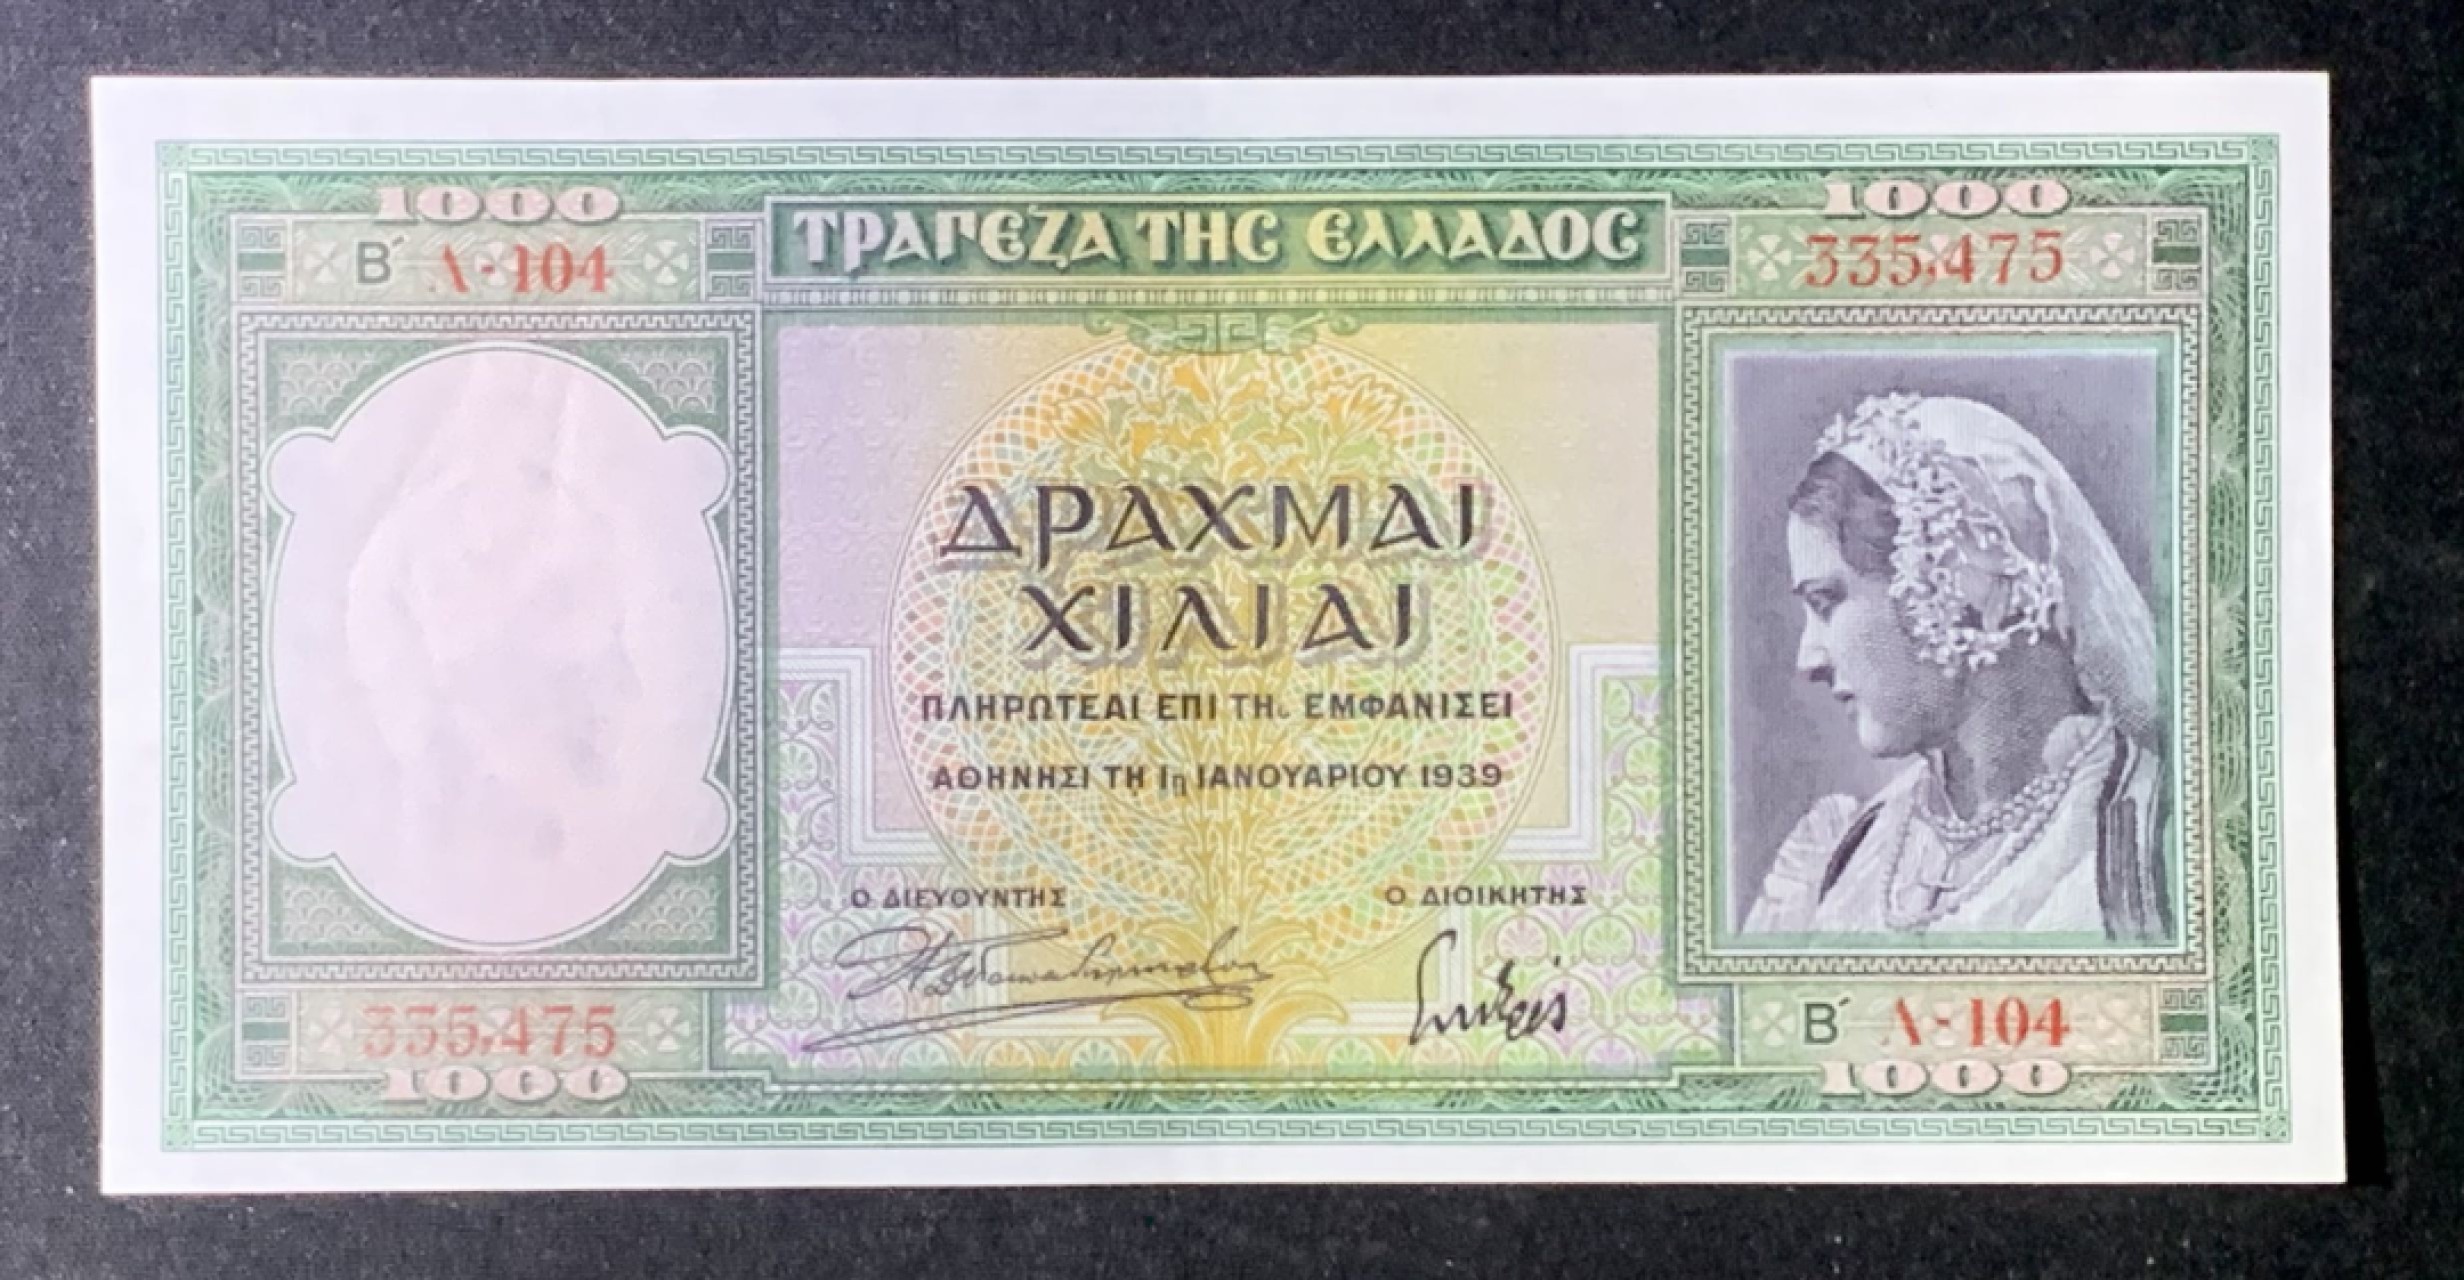 1000
Β΄ Λ-104
ΤΡΑΠΕΖΑ ΤΗΣ ΕΛΛΑΔΟΣ
1000
335,475
ΔΡΑΧΜΑΙ
ΧΙΛΙΑΙ
ΠΛΗΡΩΤΕΑΙ ΕΠΙ ΤΗι ΕΜΦΑΝΙΣΕΙ
ΑΘΗΝΗΣΙ ΤΗ 1η ΙΑΝΟΥΑΡΙΟΥ 1939
Ο ΔΙΕΥΘΥΝΤΗΣ
Ο ΔΙΟΙΚΗΤΗΣ
335,475
1000
Β΄ Λ-104
1000